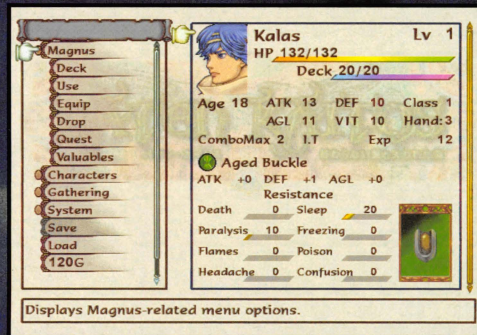 Magnus
Deck
Use
Equip
Drop
Quest
Valuables
Characters
Gathering
System
Save
Load
120G
Kalas Lv 1
HP 132/132
Deck 20/20
Age 18 ATK 13 DEF 10 Class 1
AGL 11 VIT 10 Hand: 3
ComboMax 2 I.T Exp 12
Aged Buckle
ATK +0 DEF +1 AGL +0
Resistance
Death 0 Sleep 20
Paralysis 10 Freezing 0
Flames 0 Poison 0
Headache 0 Confusion 0
Displays Magnus-related menu options.